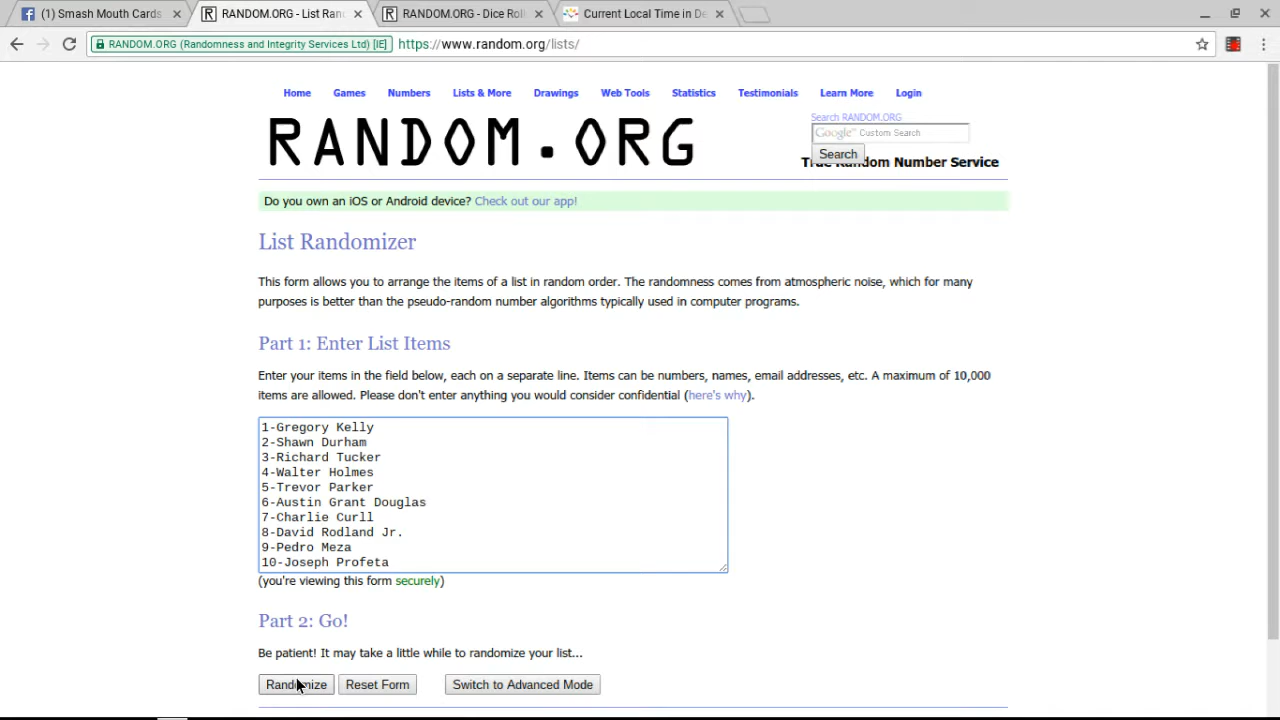 (1) Smash Mouth Cards
RANDOM.ORG - List Ran
RANDOM.ORG - Dice Roll
Current Local Time in De
RANDOM.ORG (Randomness and Integrity Services Ltd) [IE]
https://www.random.org/lists/
Home Games Numbers Lists & More Drawings Web Tools Statistics Testimonials Learn More Login
Search RANDOM.ORG
Google™ Custom Search
Search
RANDOM.ORG
True Random Number Service
Do you own an iOS or Android device? Check out our app!
List Randomizer
This form allows you to arrange the items of a list in random order. The randomness comes from atmospheric noise, which for many
purposes is better than the pseudo-random number algorithms typically used in computer programs.
Part 1: Enter List Items
Enter your items in the field below, each on a separate line. Items can be numbers, names, email addresses, etc. A maximum of 10,000
items are allowed. Please don't enter anything you would consider confidential (here's why).
1-Gregory Kelly
2-Shawn Durham
3-Richard Tucker
4-Walter Holmes
5-Trevor Parker
6-Austin Grant Douglas
7-Charlie Curll
8-David Rodland Jr.
9-Pedro Meza
10-Joseph Profeta
(you're viewing this form securely)
Part 2: Go!
Be patient! It may take a little while to randomize your list...
Randomize Reset Form Switch to Advanced Mode